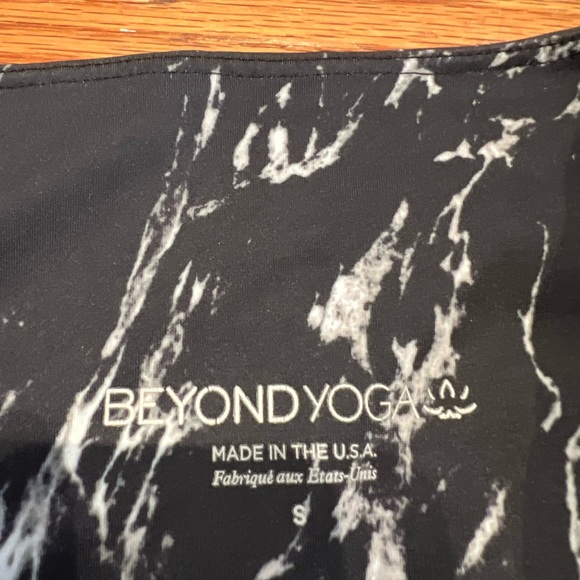 BEYOND YOGA
MADE IN THE U.S.A.
Fabriqué aux États-Unis
S